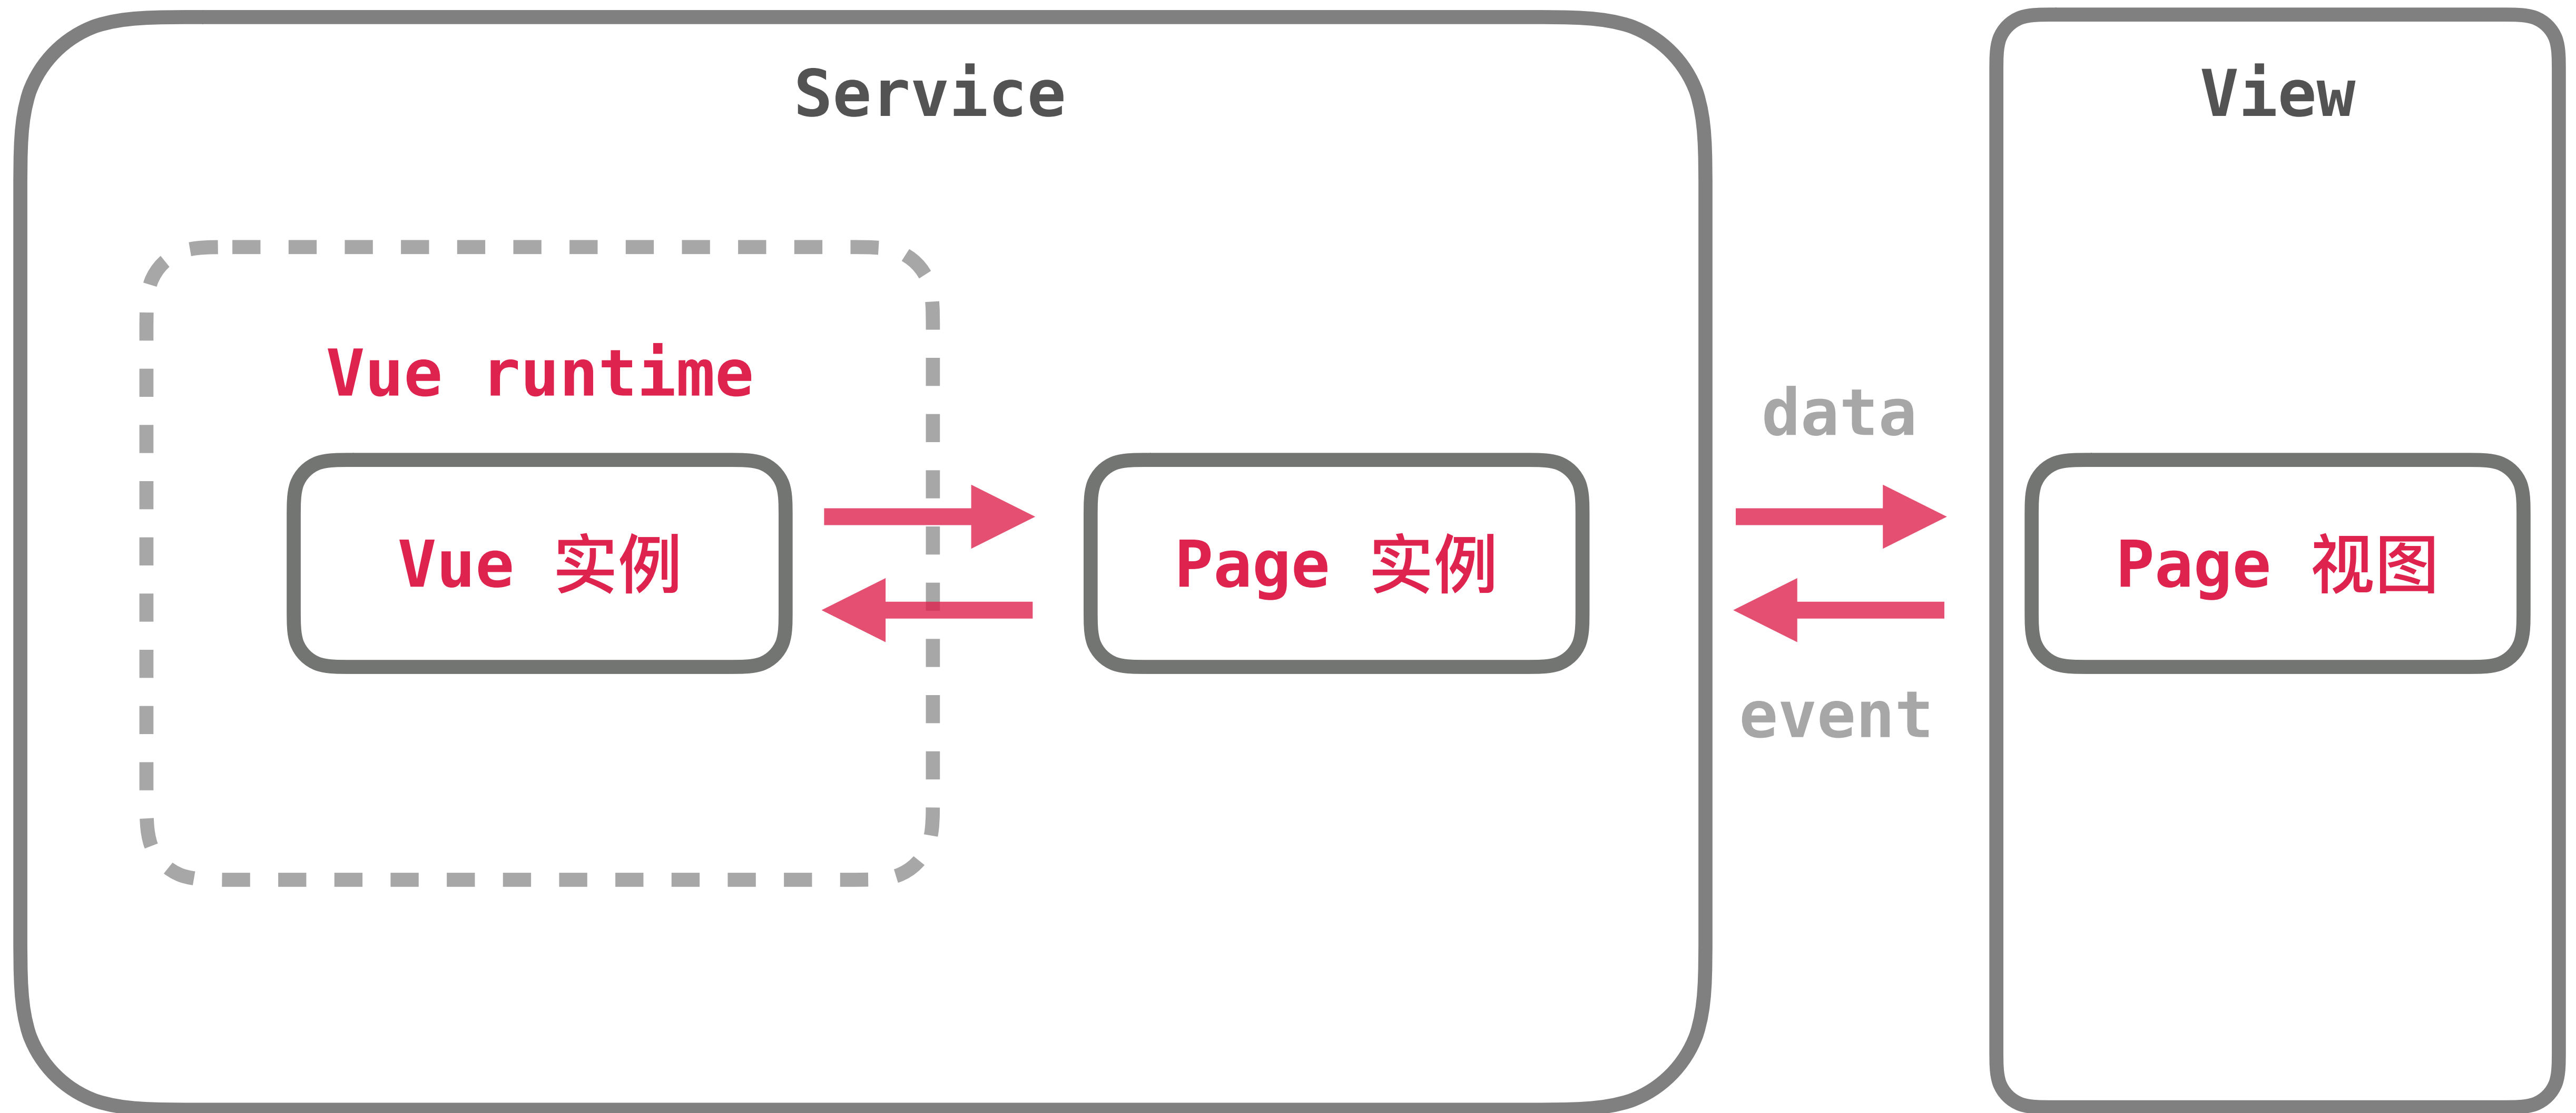 Service
View
Vue runtime
data
Vue 实例
Page 实例
Page 视图
event